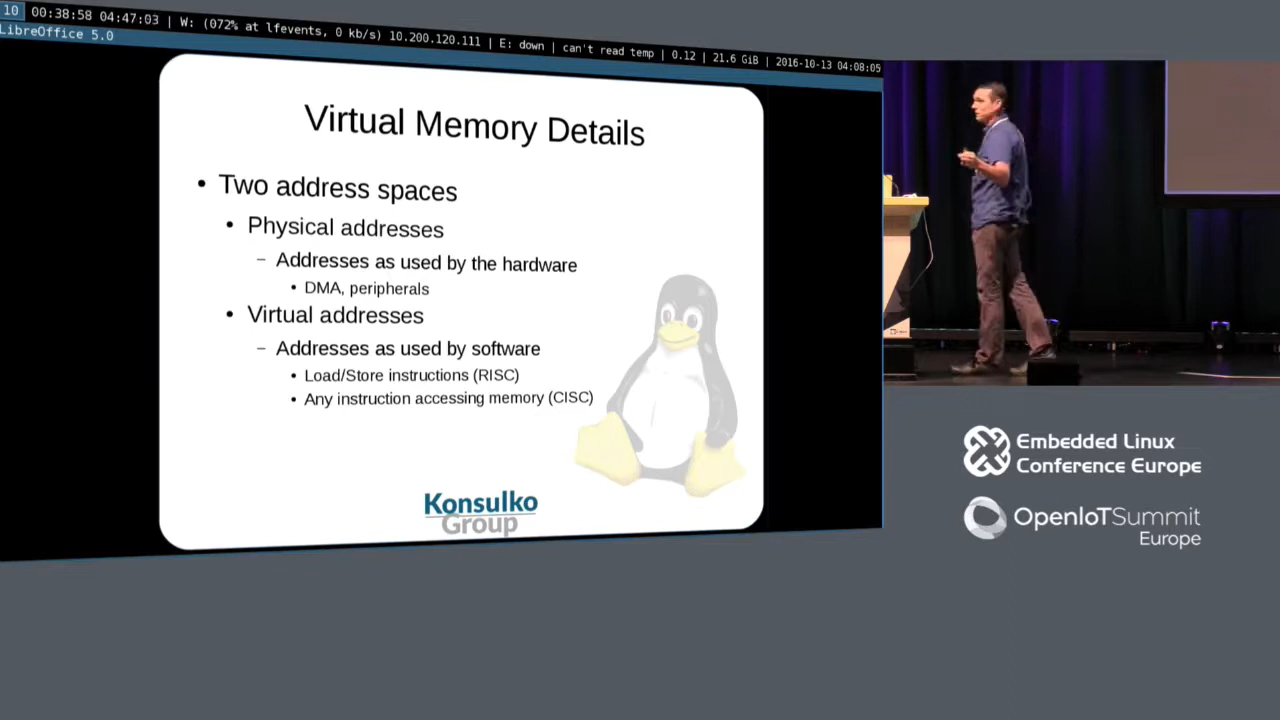 10 00:38:58 04:47:03 | W: (072% at lfevents, 0 kb/s) 10.200.120.111 | E: down | can't read temp | 0.12 | 21.6 GiB | 2016-10-13 04:08:05
LibreOffice 5.0
Virtual Memory Details
• Two address spaces
• Physical addresses
– Addresses as used by the hardware
• DMA, peripherals
• Virtual addresses
– Addresses as used by software
• Load/Store instructions (RISC)
• Any instruction accessing memory (CISC)
Konsulko
Group
Embedded Linux
Conference Europe
OpenIoTSummit
Europe